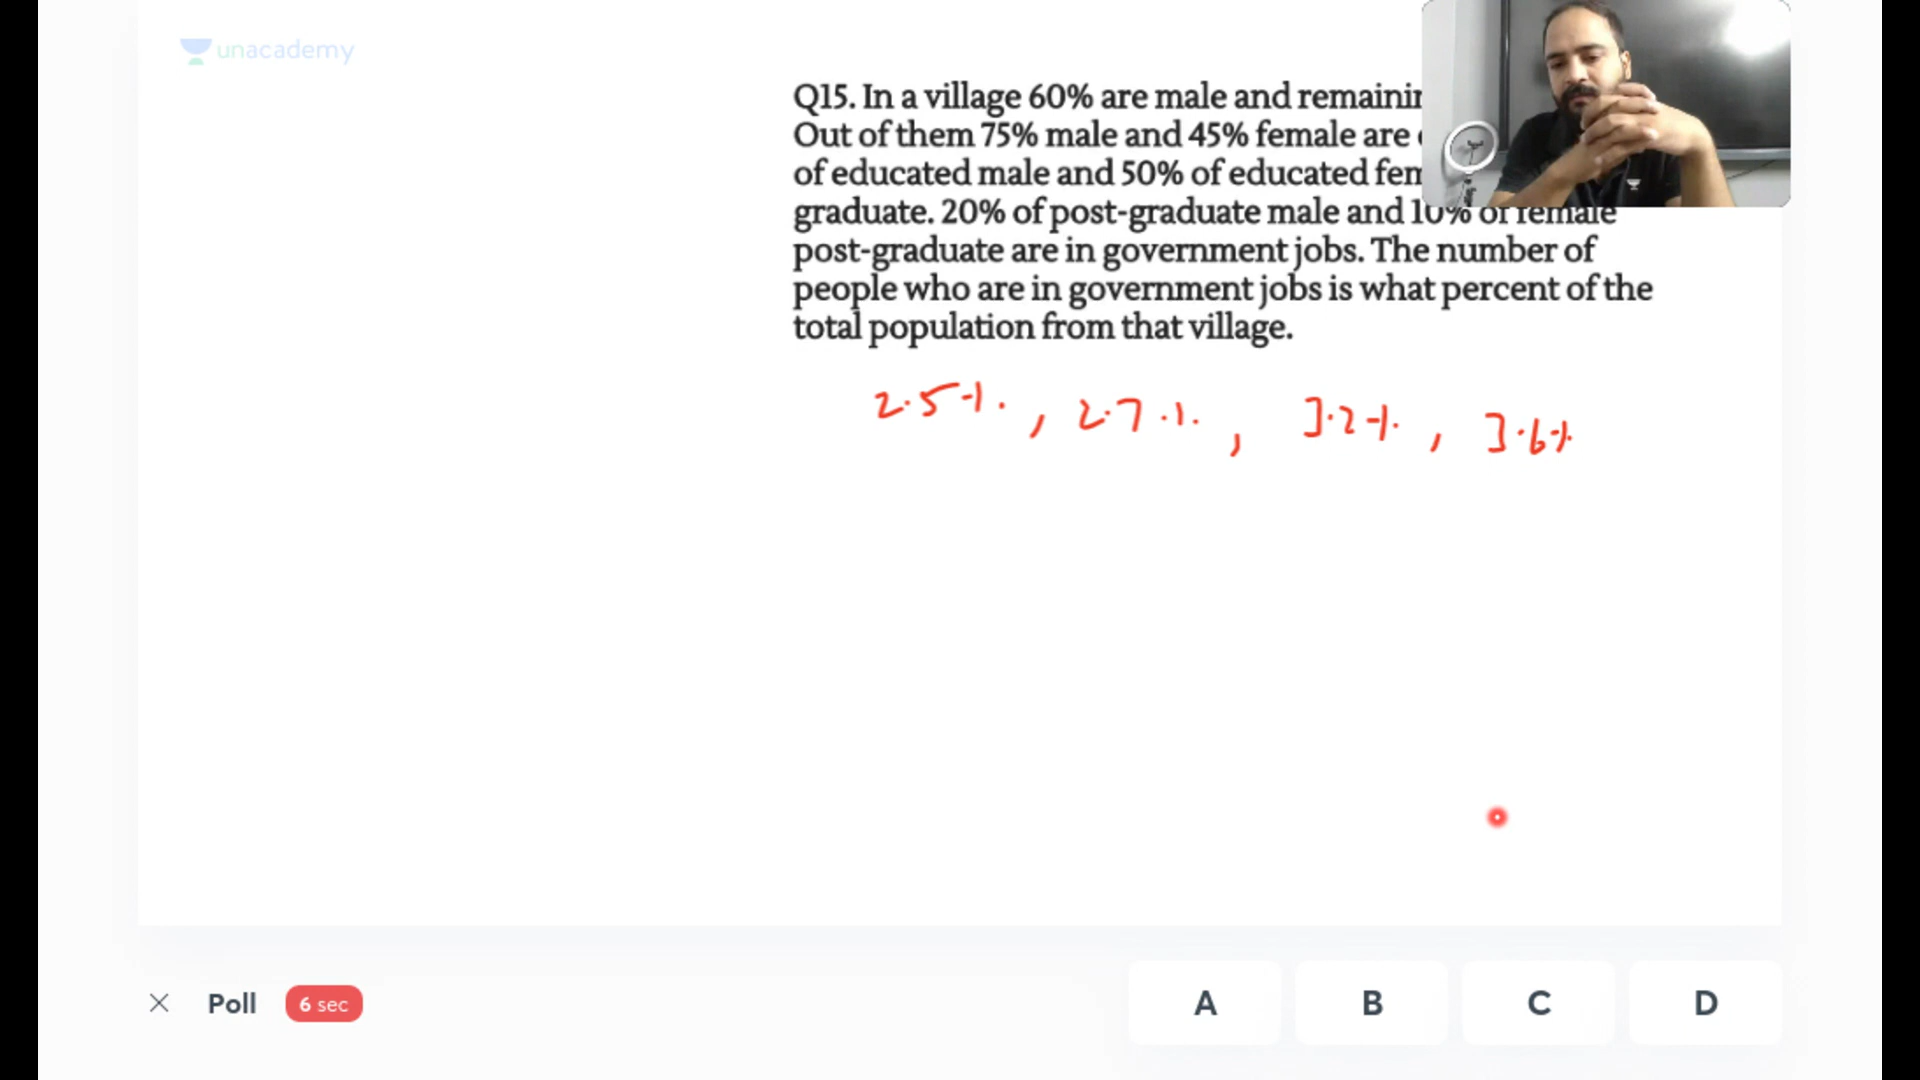 unacademy
Q15. In a village 60% are male and
Out of them 75% male and 45% female are
of educated male and 50% of educated
graduate. 20% of post-graduate male and 10% of female
post-graduate are in government jobs. The number of
people who are in government jobs is what percent of the
total population from that village.
2.5%, 2.7%, 3.2%, 3.6%
Poll 6 sec A B C D